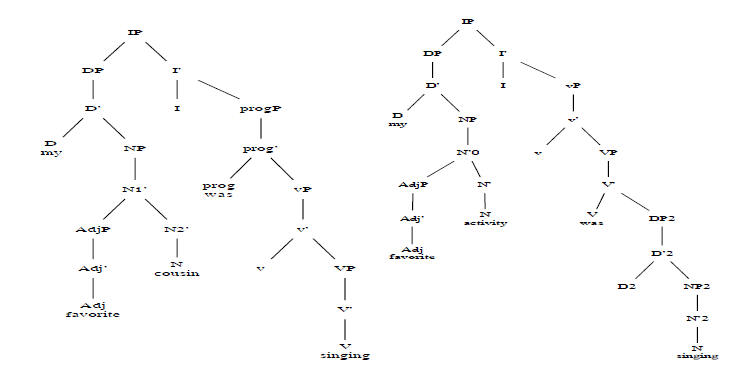 IP
DP I'
D' I progP
D NP prog'
my
N1' prog vP
was
AdjP N2' v'
Adj' N v VP
cousin
Adj V'
favorite
V
singing
IP
DP I'
D' I vP
D NP v'
my
N'0 v VP
AdjP N' V'
Adj' N V DP2
activity was
Adj D'2
favorite
D2 NP2
N'2
N
singing